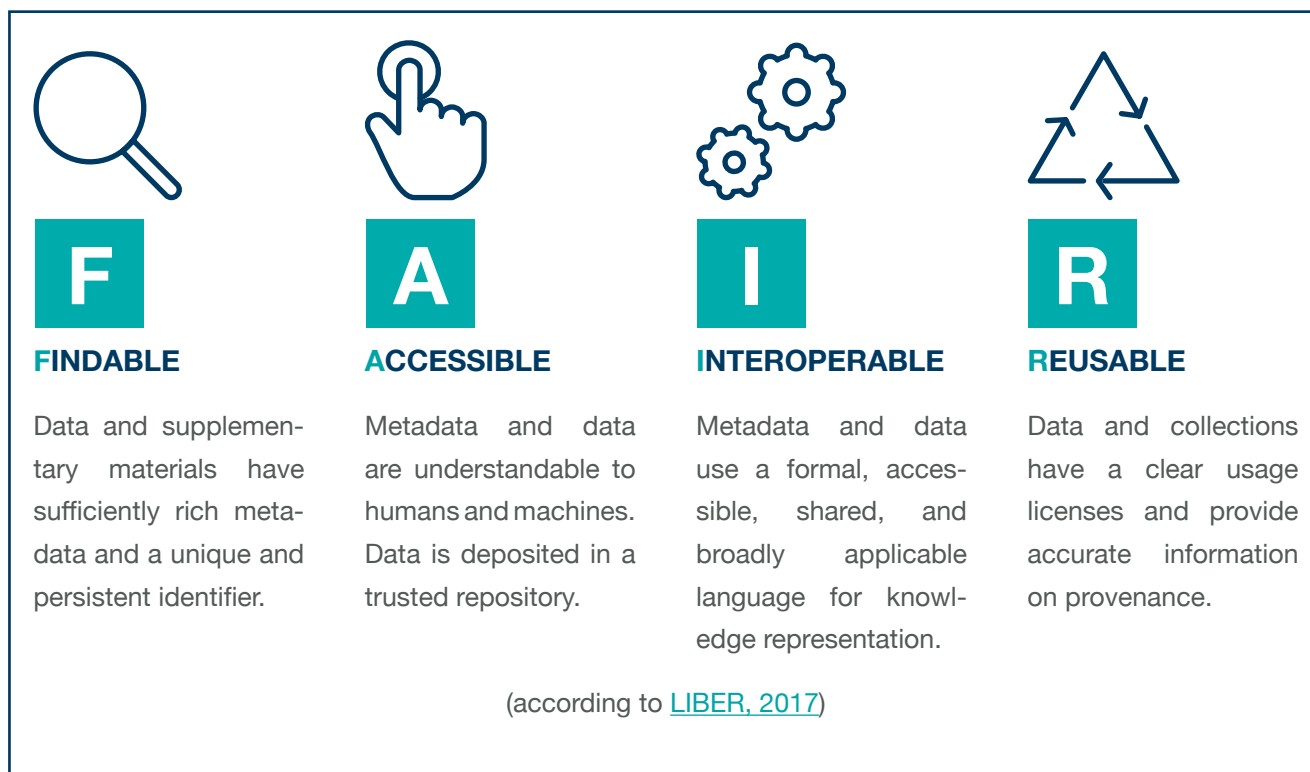 F
FINDABLE
Data and supplemen-
tary materials have
sufficiently rich meta-
data and a unique and
persistent identifier.
A
ACCESSIBLE
Metadata and data
are understandable to
humans and machines.
Data is deposited in a
trusted repository.
I
INTEROPERABLE
Metadata and data
use a formal, acces-
sible, shared, and
broadly applicable
language for knowl-
edge representation.
R
REUSABLE
Data and collections
have a clear usage
licenses and provide
accurate information
on provenance.
(according to LIBER, 2017)